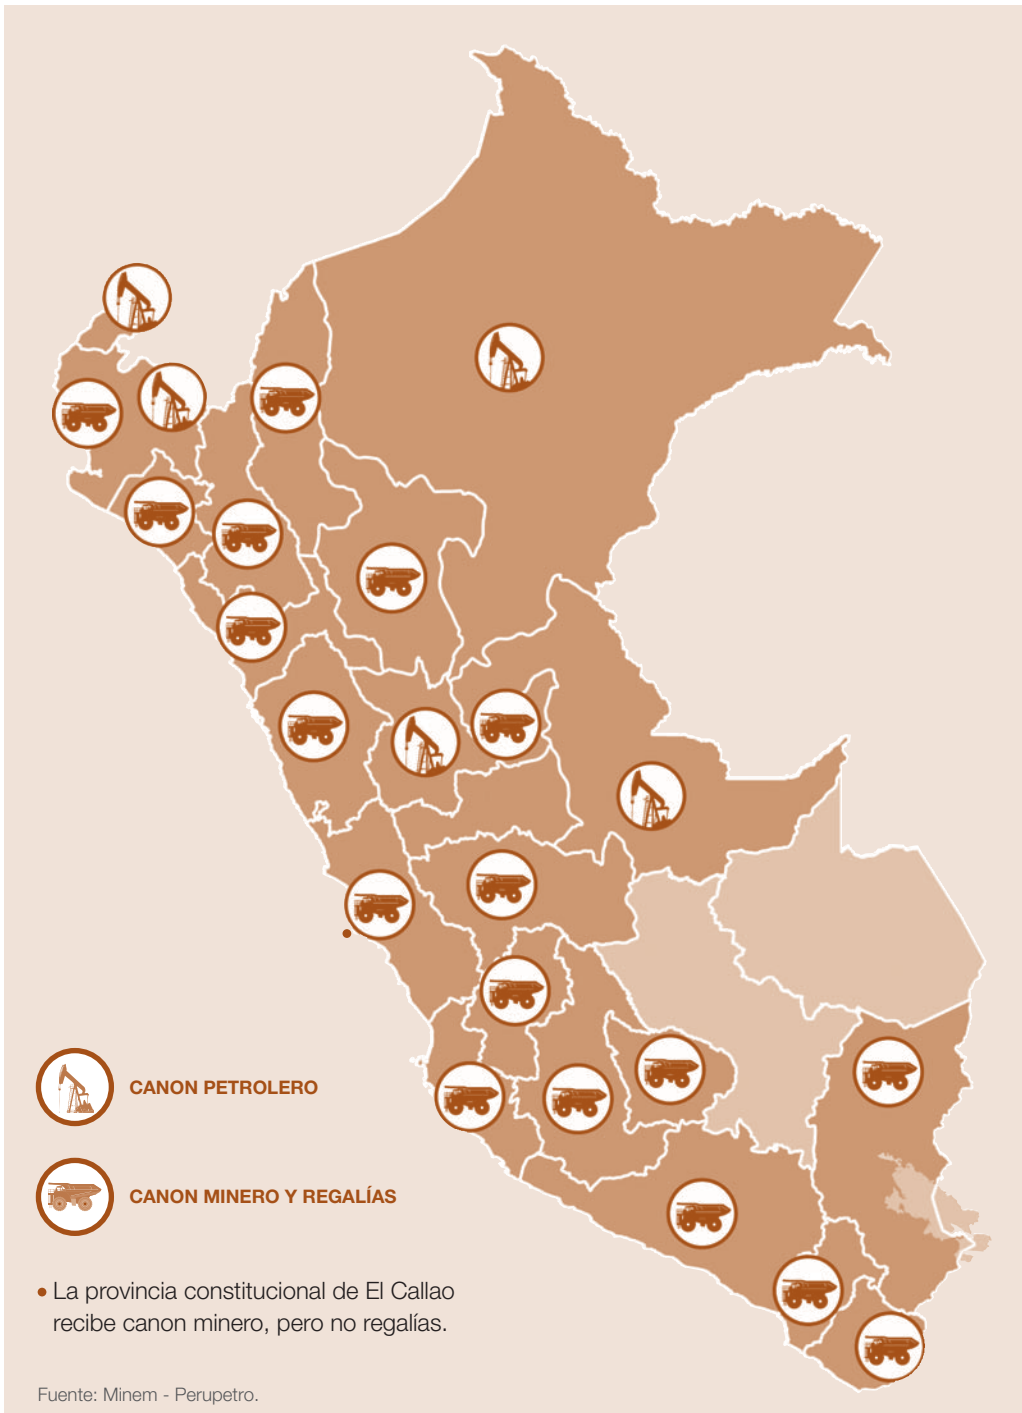 CANON PETROLERO
CANON MINERO Y REGALÍAS
• La provincia constitucional de El Callao
recibe canon minero, pero no regalías.
Fuente: Minem - Perupetro.